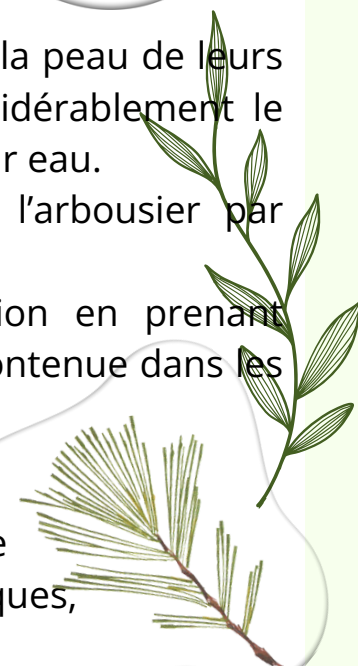 la peau de leurs
idérablement le
r eau.
l’arbousier par
ion en prenant
ontenue dans les
e
ques,